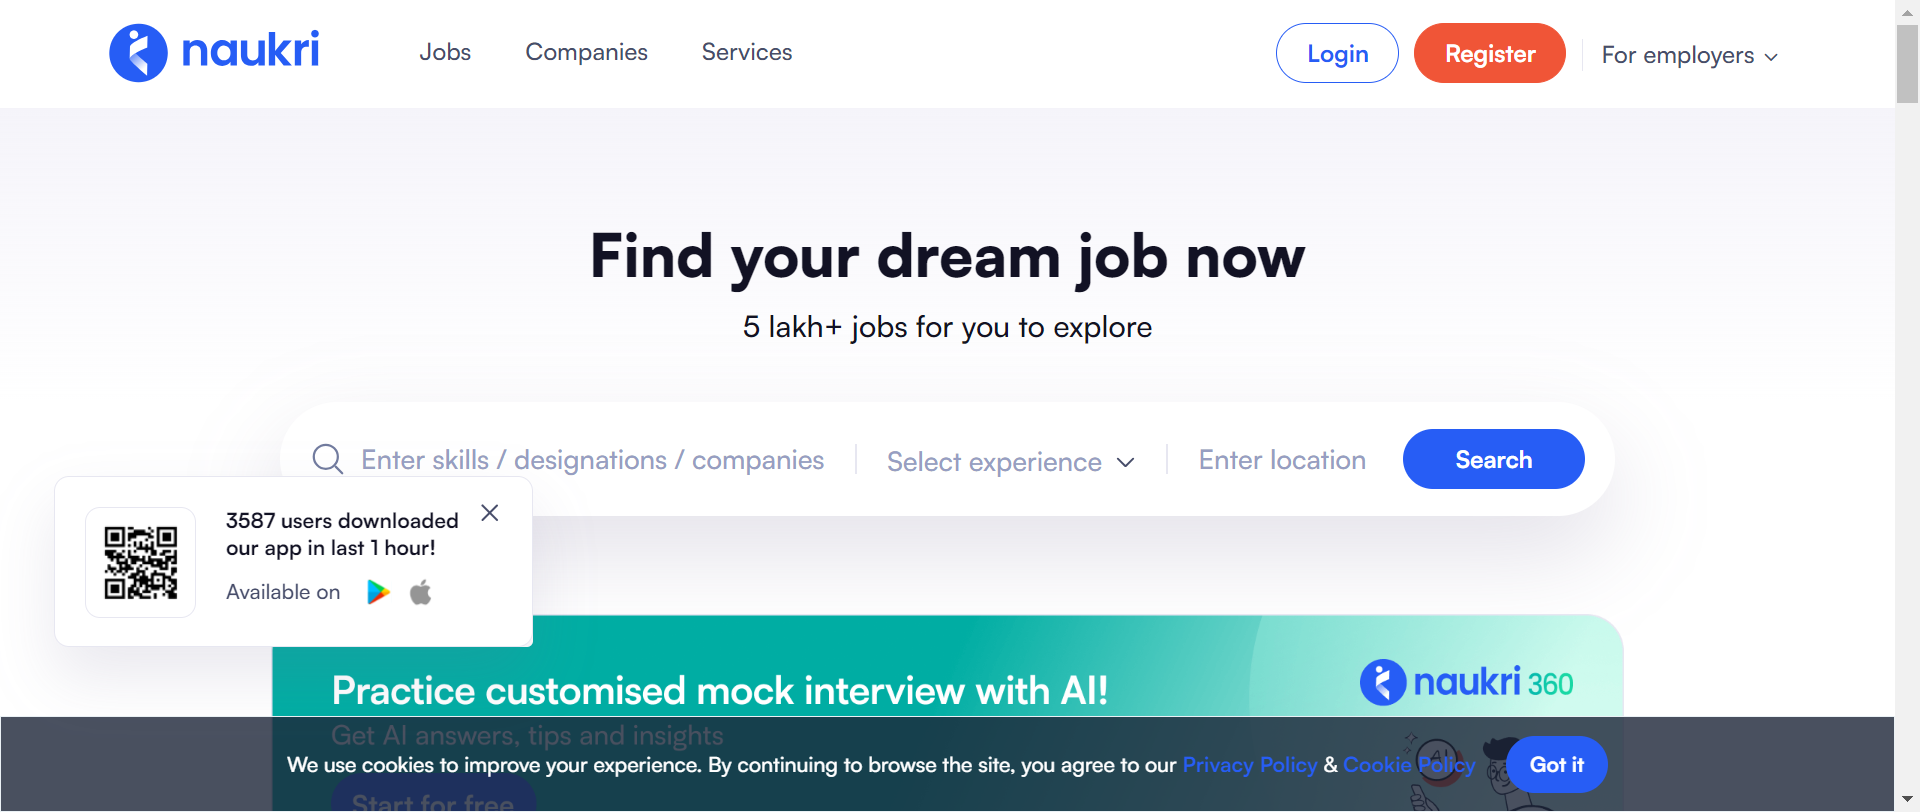 naukri
Jobs
Companies
Services
Login
Register
For employers
Find your dream job now
5 lakh+ jobs for you to explore
Enter skills / designations / companies
Select experience
Enter location
Search
3587 users downloaded
our app in last 1 hour!
Available on
Practice customised mock interview with AI!
naukri 360
Get AI answers, tips and insights
We use cookies to improve your experience. By continuing to browse the site, you agree to our Privacy Policy & Cookie Policy
Got it
AI
Start for free